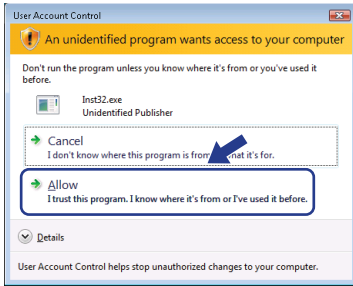 User Account Control
An unidentified program wants access to your computer
Don't run the program unless you know where it's from or you've used it
before.
Inst32.exe
Unidentified Publisher
Cancel
I don't know where this program is from hat it's for.
Allow
I trust this program. I know where it's from or I've used it before.
Details
User Account Control helps stop unauthorized changes to your computer.